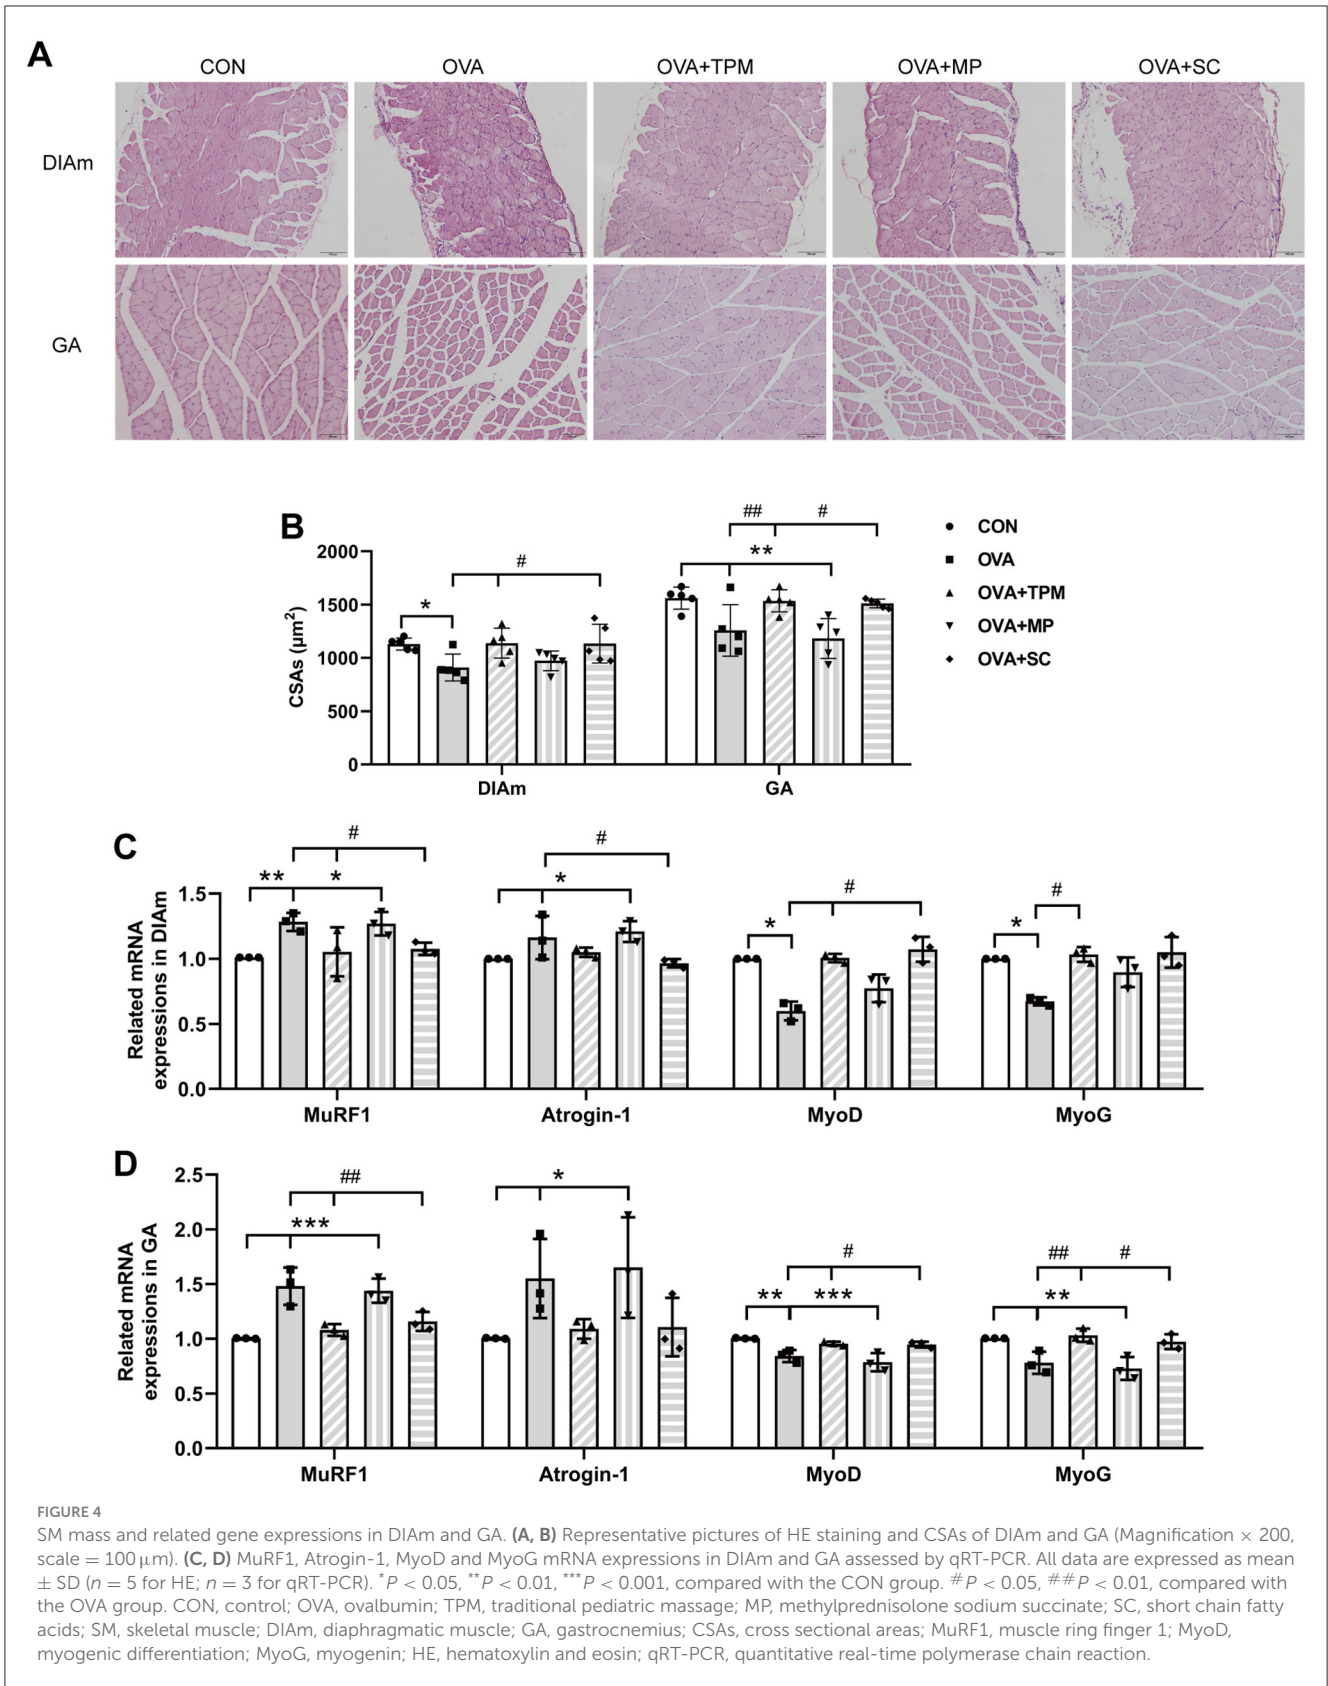 A
CON OVA OVA+TPM OVA+MP OVA+SC
DIAm
GA
B
CSAs (µm²)
2000
1500
1000
500
0
* # ## # **
DIAm GA
CON
OVA
OVA+TPM
OVA+MP
OVA+SC
C
Related mRNA
expressions in DIAm
1.5
1.0
0.5
0.0
** * # * # * # * #
MuRF1 Atrogin-1 MyoD MyoG
D
Related mRNA
expressions in GA
2.5
2.0
1.5
1.0
0.5
0.0
*** ## * ** *** # ** ## #
MuRF1 Atrogin-1 MyoD MyoG
FIGURE 4
SM mass and related gene expressions in DIAm and GA. (A, B) Representative pictures of HE staining and CSAs of DIAm and GA (Magnification × 200,
scale = 100 µm). (C, D) MuRF1, Atrogin-1, MyoD and MyoG mRNA expressions in DIAm and GA assessed by qRT-PCR. All data are expressed as mean
± SD (n = 5 for HE; n = 3 for qRT-PCR). *P < 0.05, **P < 0.01, ***P < 0.001, compared with the CON group. #P < 0.05, ##P < 0.01, compared with
the OVA group. CON, control; OVA, ovalbumin; TPM, traditional pediatric massage; MP, methylprednisolone sodium succinate; SC, short chain fatty
acids; SM, skeletal muscle; DIAm, diaphragmatic muscle; GA, gastrocnemius; CSAs, cross sectional areas; MuRF1, muscle ring finger 1; MyoD,
myogenic differentiation; MyoG, myogenin; HE, hematoxylin and eosin; qRT-PCR, quantitative real-time polymerase chain reaction.